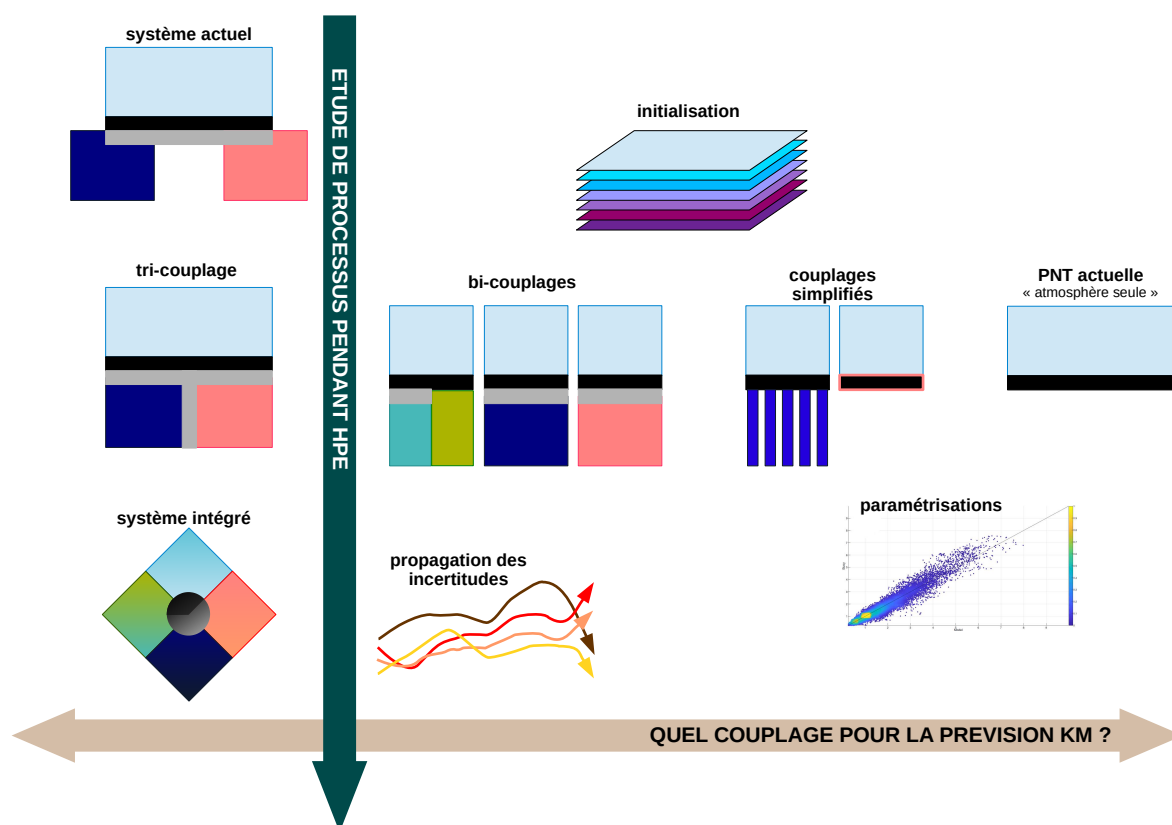 système actuel
ETUDE DE PROCESSUS PENDANT HPE
initialisation
tri-couplage
bi-couplages
couplages
simplifiés
PNT actuelle
« atmosphère seule »
système intégré
propagation des
incertitudes
paramétrisations
QUEL COUPLAGE POUR LA PREVISION KM ?